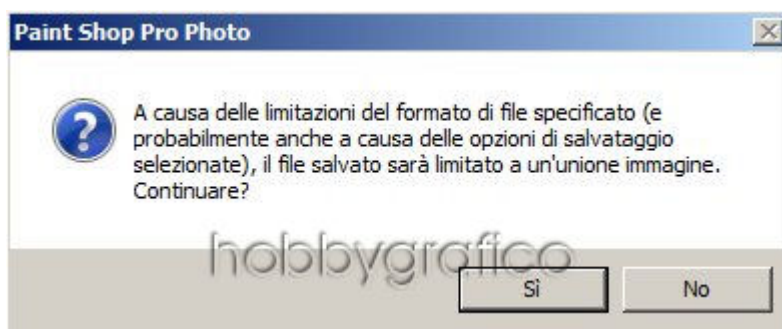 Paint Shop Pro Photo
A causa delle limitazioni del formato di file specificato (e
probabilmente anche a causa delle opzioni di salvataggio
selezionate), il file salvato sarà limitato a un'unione immagine.
Continuare?
hobbygrafico
Sì No